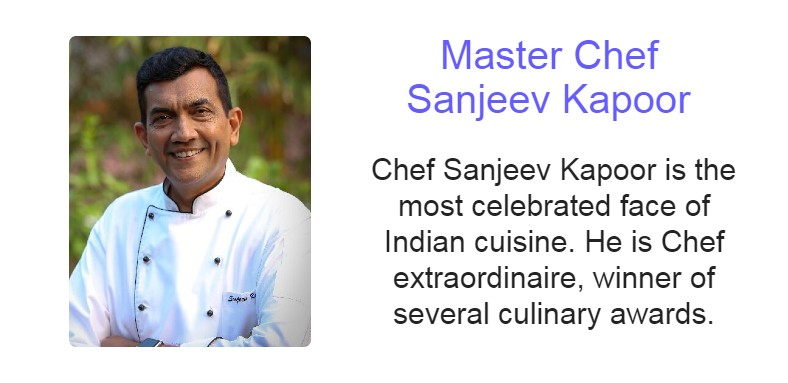 Master Chef
Sanjeev Kapoor
Chef Sanjeev Kapoor is the
most celebrated face of
Indian cuisine. He is Chef
extraordinaire, winner of
several culinary awards.